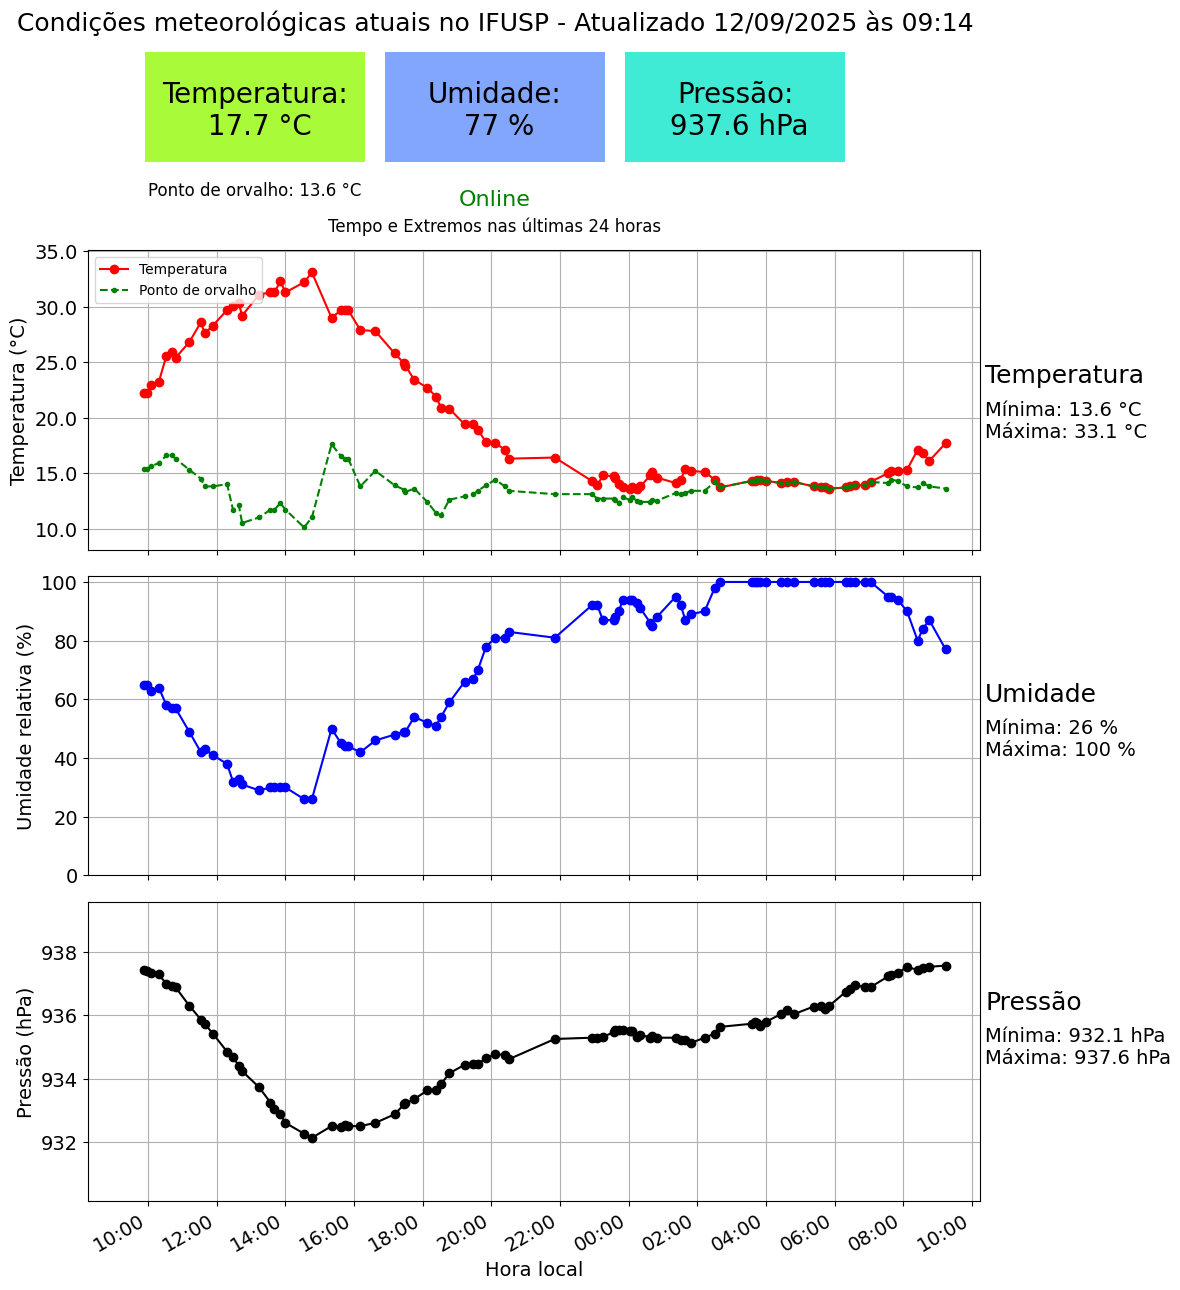 Condições meteorológicas atuais no IFUSP - Atualizado 12/09/2025 às 09:14
Temperatura:
17.7 °C
Umidade:
77 %
Pressão:
937.6 hPa
Ponto de orvalho: 13.6 °C
Online
Tempo e Extremos nas últimas 24 horas
Temperatura
Ponto de orvalho
Temperatura (°C)
35.0
30.0
25.0
20.0
15.0
10.0
Temperatura
Mínima: 13.6 °C
Máxima: 33.1 °C
Umidade relativa (%)
100
80
60
40
20
0
Umidade
Mínima: 26 %
Máxima: 100 %
Pressão (hPa)
938
936
934
932
Pressão
Mínima: 932.1 hPa
Máxima: 937.6 hPa
10:00
12:00
14:00
16:00
18:00
20:00
22:00
00:00
02:00
04:00
06:00
08:00
10:00
Hora local